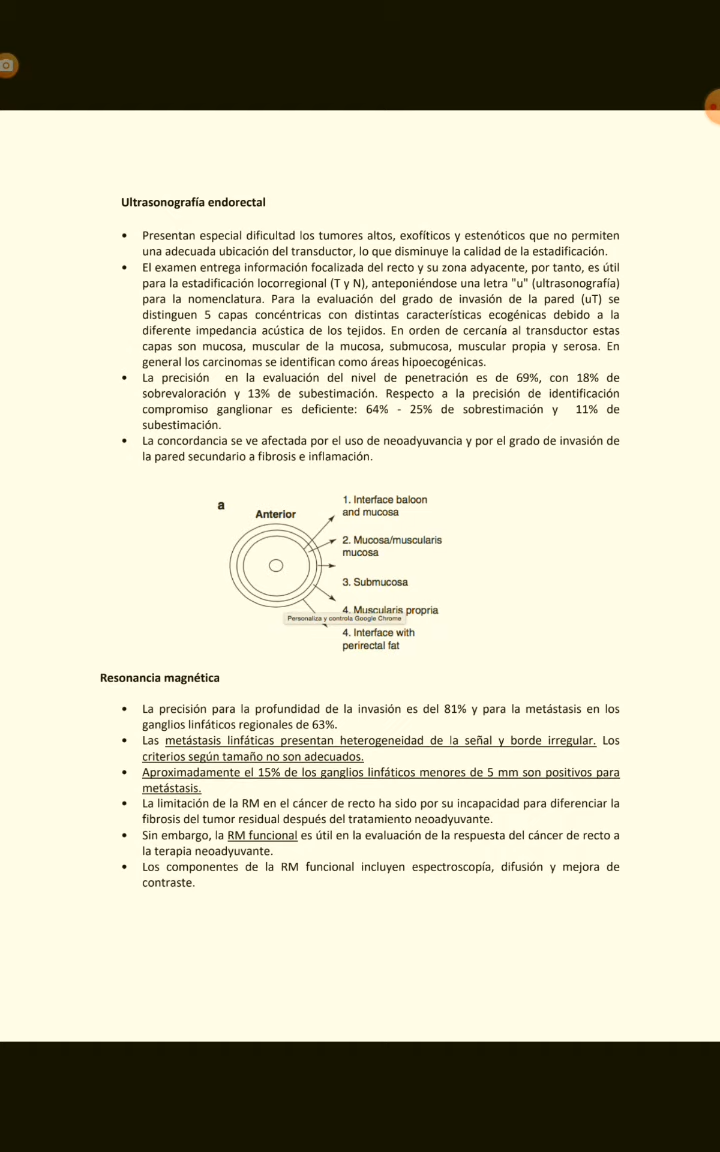 Ultrasonografía endorectal
• Presentan especial dificultad los tumores altos, exofíticos y estenóticos que no permiten
una adecuada ubicación del transductor, lo que disminuye la calidad de la estadificación.
• El examen entrega información focalizada del recto y su zona adyacente, por tanto, es útil
para la estadificación locorregional (T y N), anteponiéndose una letra "u" (ultrasonografía)
para la nomenclatura. Para la evaluación del grado de invasión de la pared (uT) se
distinguen 5 capas concéntricas con distintas características ecogénicas debido a la
diferente impedancia acústica de los tejidos. En orden de cercanía al transductor estas
capas son mucosa, muscular de la mucosa, submucosa, muscular propia y serosa. En
general los carcinomas se identifican como áreas hipoecogénicas.
• La precisión en la evaluación del nivel de penetración es de 69%, con 18% de
sobrevaloración y 13% de subestimación. Respecto a la precisión de identificación
compromiso ganglionar es deficiente: 64% - 25% de sobrestimación y 11% de
subestimación.
• La concordancia se ve afectada por el uso de neoadyuvancia y por el grado de invasión de
la pared secundario a fibrosis e inflamación.
a
Anterior
1. Interface baloon
and mucosa
2. Mucosa/muscularis
mucosa
3. Submucosa
4. Muscularis propria
Personaliza y controla Google Chrome
4. Interface with
perirectal fat
Resonancia magnética
• La precisión para la profundidad de la invasión es del 81% y para la metástasis en los
ganglios linfáticos regionales de 63%.
• Las metástasis linfáticas presentan heterogeneidad de la señal y borde irregular. Los
criterios según tamaño no son adecuados.
• Aproximadamente el 15% de los ganglios linfáticos menores de 5 mm son positivos para
metástasis.
• La limitación de la RM en el cáncer de recto ha sido por su incapacidad para diferenciar la
fibrosis del tumor residual después del tratamiento neoadyuvante.
• Sin embargo, la RM funcional es útil en la evaluación de la respuesta del cáncer de recto a
la terapia neoadyuvante.
• Los componentes de la RM funcional incluyen espectroscopía, difusión y mejora de
contraste.